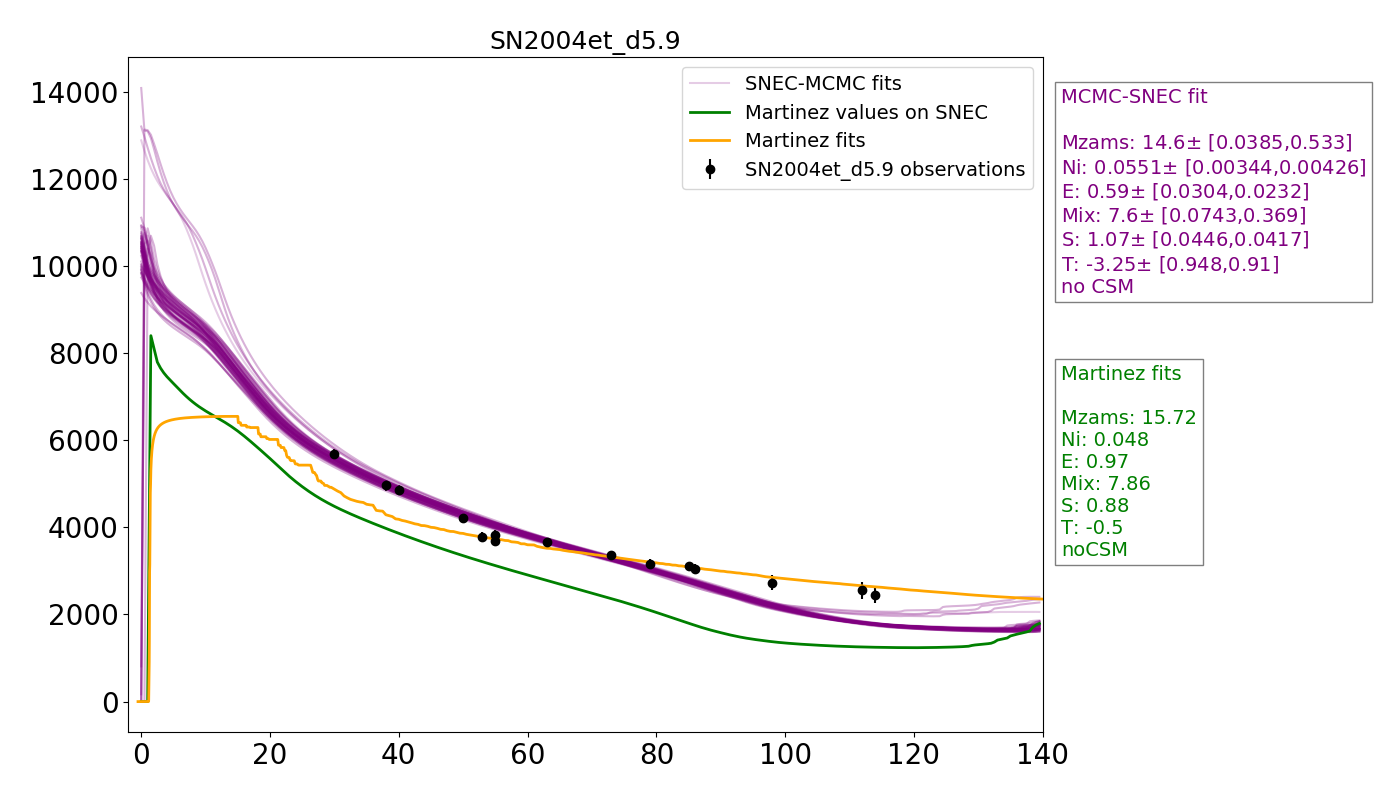 SN2004et_d5.9
14000
12000
10000
8000
6000
4000
2000
0
0 20 40 60 80 100 120 140
SNEC-MCMC fits
Martinez values on SNEC
Martinez fits
SN2004et_d5.9 observations
MCMC-SNEC fit
Mzams: 14.6± [0.0385,0.533]
Ni: 0.0551± [0.00344,0.00426]
E: 0.59± [0.0304,0.0232]
Mix: 7.6± [0.0743,0.369]
S: 1.07± [0.0446,0.0417]
T: -3.25± [0.948,0.91]
no CSM
Martinez fits
Mzams: 15.72
Ni: 0.048
E: 0.97
Mix: 7.86
S: 0.88
T: -0.5
noCSM